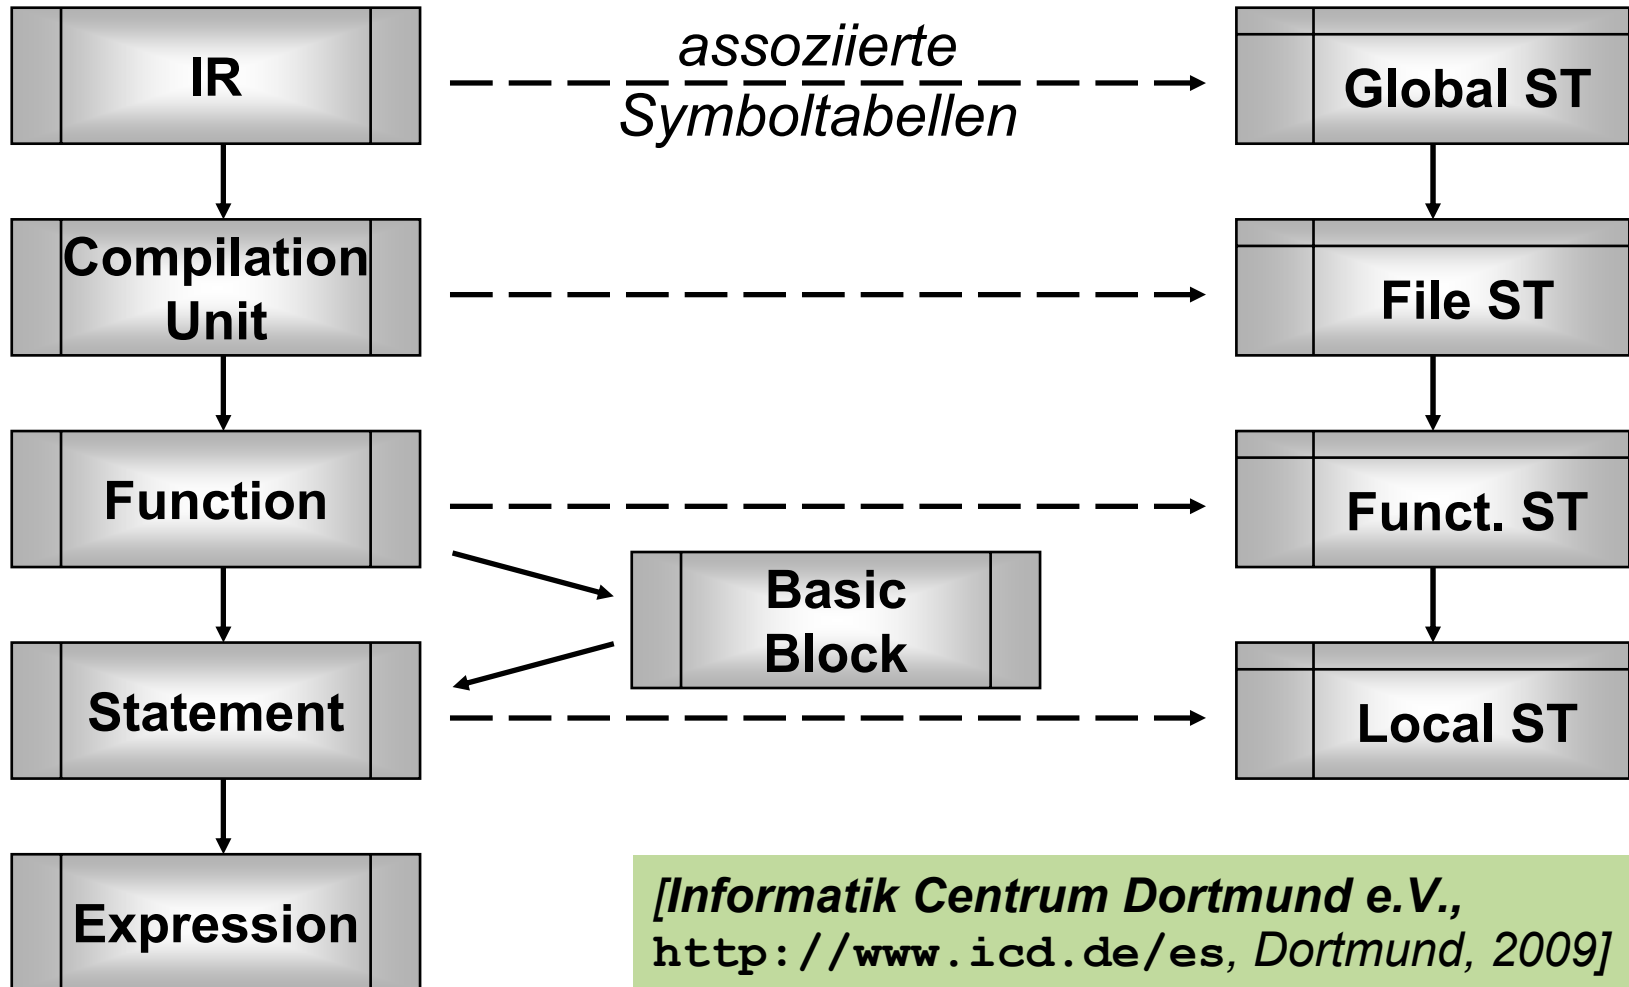 IR
assoziierte
Symboltabellen
Global ST
Compilation
Unit
File ST
Function
Funct. ST
Basic
Block
Statement
Local ST
Expression
[Informatik Centrum Dortmund e.V.,
http://www.icd.de/es, Dortmund, 2009]